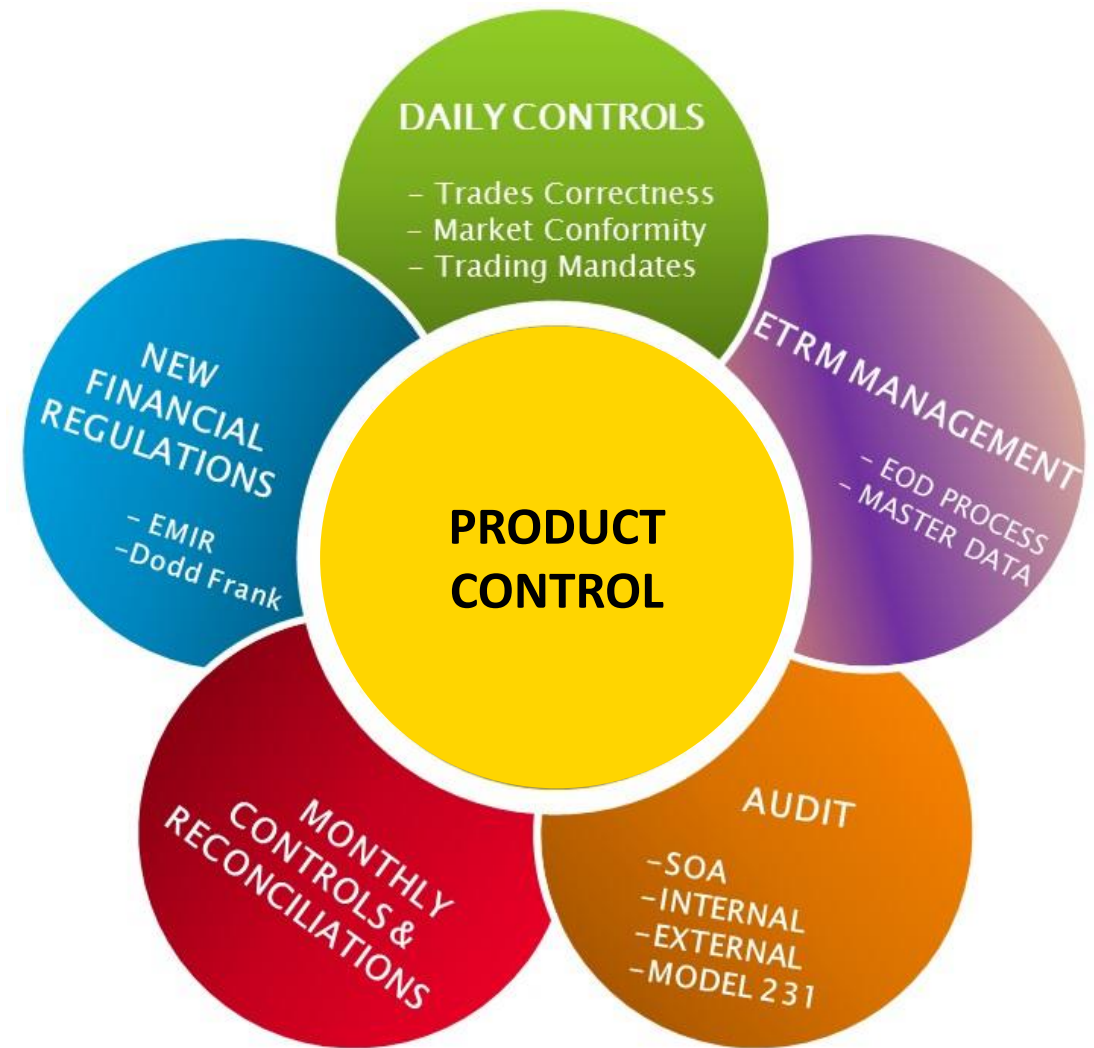 DAILY CONTROLS
– Trades Correctness
– Market Conformity
– Trading Mandates
ETRM MANAGEMENT
– EOD PROCESS
– MASTER DATA
AUDIT
–SOA
–INTERNAL
–EXTERNAL
–MODEL 231
MONTHLY
CONTROLS &
RECONCILIATIONS
NEW
FINANCIAL
REGULATIONS
– EMIR
–Dodd Frank
PRODUCT
CONTROL